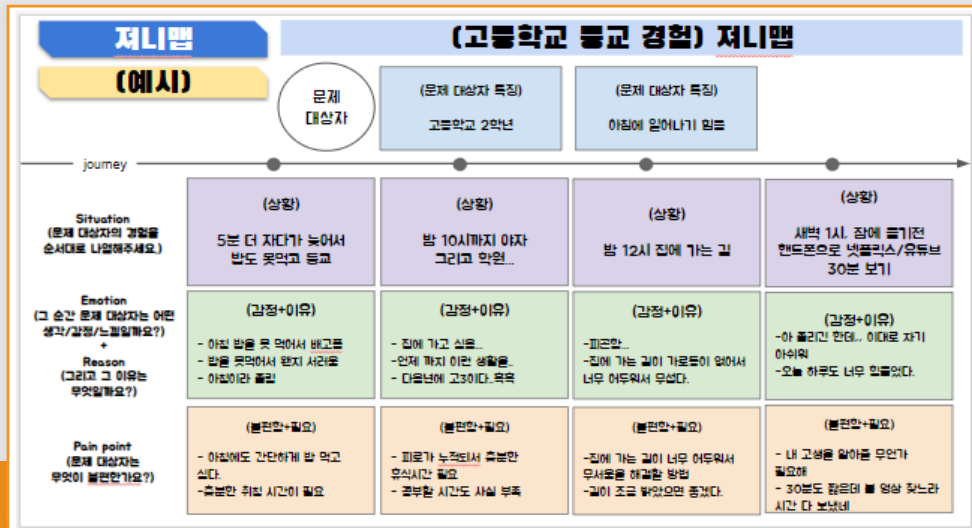 져니맵
(고등학교 등교 경험) 져니맵
(예시)
문제
대상자
(문제 대상자 특징)
고등학교 2학년
(문제 대상자 특징)
아침에 일어나기 힘듦
journey
Situation
(문제 대상자의 경험을
순서대로 나열해주세요.)
(상황)
5분 더 자다가 늦어서
밥도 못먹고 등교
(상황)
밤 10시까지 야자
그리고 학원...
(상황)
밤 12시 집에 가는 길
(상황)
새벽 1시, 잠에 들기전
핸드폰으로 넷플릭스/유튜브
30분 보기
Emotion
(그 순간 문제 대상자는 어떤
생각/감정/느낌일까요?)
+
Reason
(그리고 그 이유는
무엇일까요?)
(감정+이유)
- 아침 밥을 못 먹어서 배고픔
- 밥을 못먹어서 왠지 서러움
- 아침이라 졸림
(감정+이유)
- 집에 가고 싶음...
-언제 까지 이런 생활을..
- 다음년에 고3이다..흑흑
(감정+이유)
-피곤함...
-집에 가는 길이 가로등이 없어서
너무 어두워서 무섭다.
(감정+이유)
-아 졸리긴 한데.. 이대로 자기
아쉬워
-오늘 하루도 너무 힘들었다.
Pain point
(문제 대상자는
무엇이 불편한가요?)
(불편함+필요)
- 아침에도 간단하게 밥 먹고
싶다.
-충분한 취침 시간이 필요
(불편함+필요)
- 피로가 누적되서 충분한
휴식시간 필요
- 공부할 시간도 사실 부족
(불편함+필요)
-집에 가는 길이 너무 어두워서
무서움을 해결할 방법
-길이 조금 밝았으면 좋겠다.
(불편함+필요)
- 내 고생을 알아줄 무언가
필요해
- 30분도 짧은데 볼 영상 찾느라
시간 다 보냈네